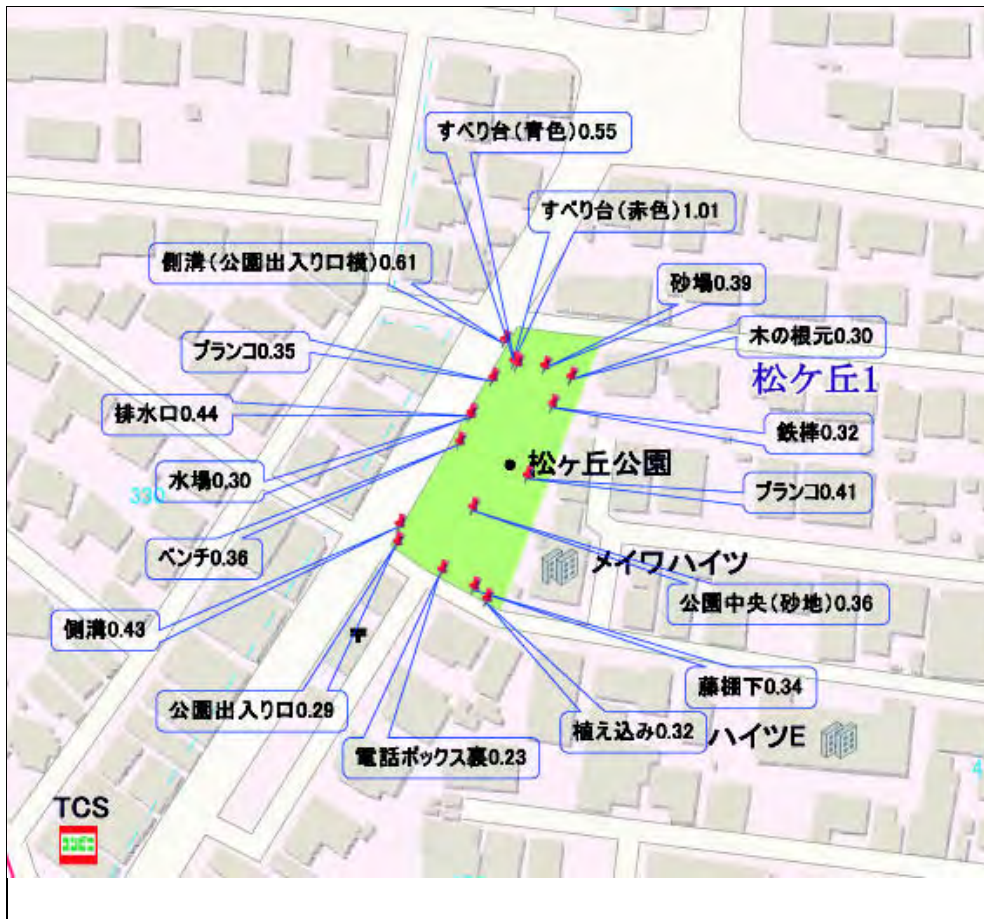 すべり台(青色)0.55
すべり台(赤色)1.01
側溝(公園出入り口横)0.61
砂場0.39
ブランコ0.35
木の根元0.30
松ケ丘1
排水口0.44
鉄棒0.32
水場0.30
松ヶ丘公園
330
ブランコ0.41
ベンチ0.36
メイワハイツ
公園中央(砂地)0.36
側溝0.43
〒
藤棚下0.34
公園出入り口0.29
植え込み0.32
ハイツE
電話ボックス裏0.23
4
TCS